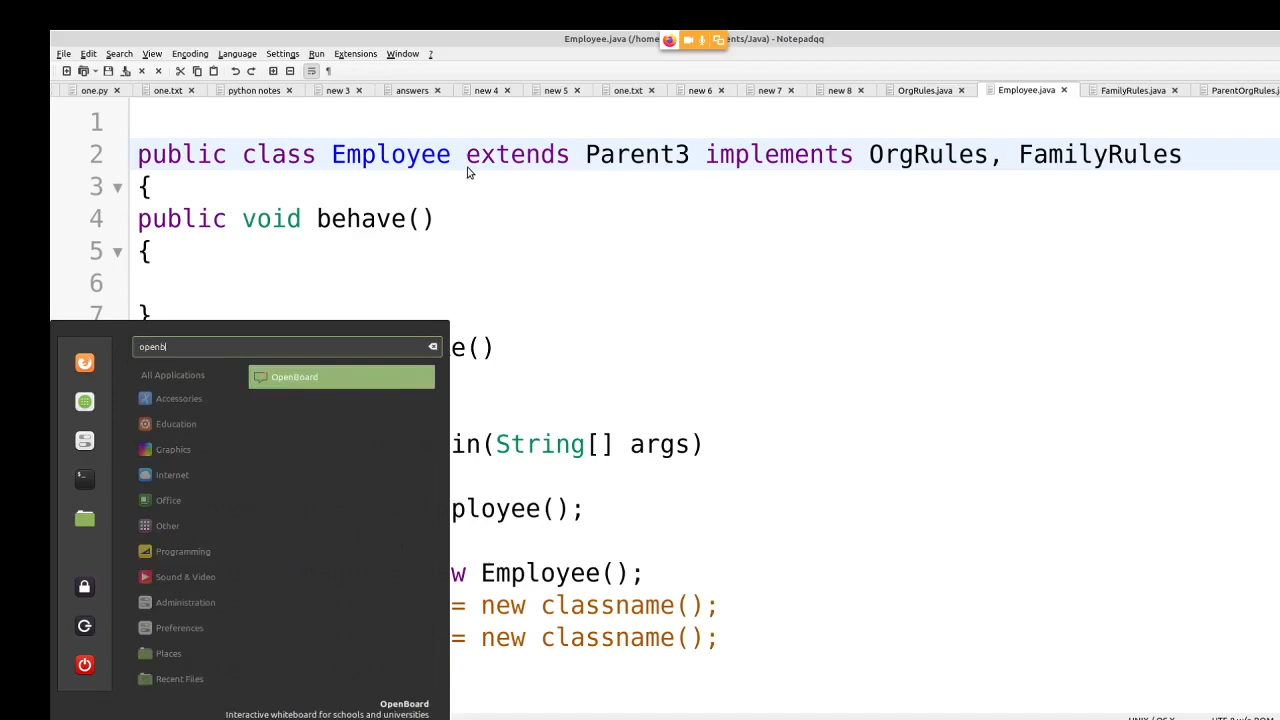 Employee.java (/home
ents/Java) - Notepadqq
File Edit Search View Encoding Language Settings Run Extensions Window ?
one.py one.txt python notes new 3 answers new 4 new 5 one.txt new 6 new 7 new 8 OrgRules.java Employee.java FamilyRules.java ParentOrgRules.j
1
2 public class Employee extends Parent3 implements OrgRules, FamilyRules
3 {
4 public void behave()
5 {
6
7 }
e()
in(String[] args)
ployee();
w Employee();
= new classname();
= new classname();
openb
All Applications
OpenBoard
Accessories
Education
Graphics
Internet
Office
Other
Programming
Sound & Video
Administration
Preferences
Places
Recent Files
OpenBoard
Interactive whiteboard for schools and universities